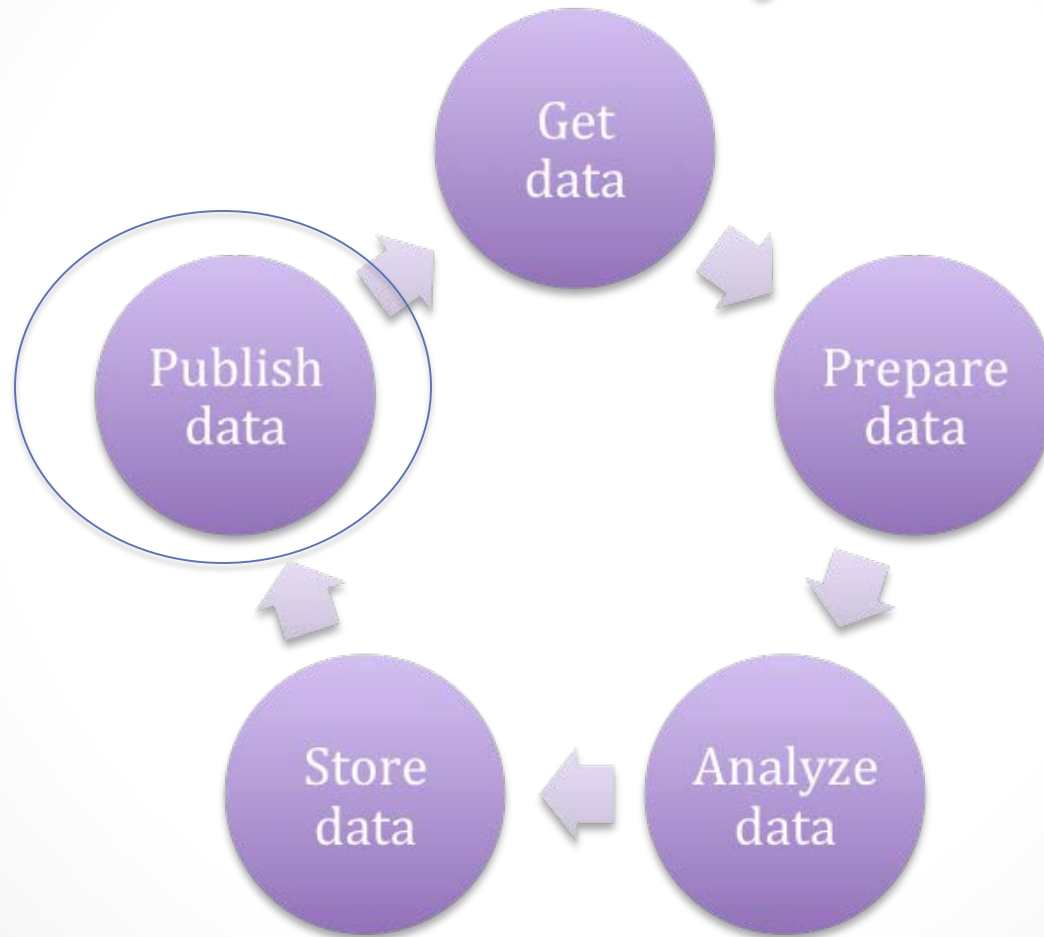 Get
data
Prepare
data
Analyze
data
Store
data
Publish
data